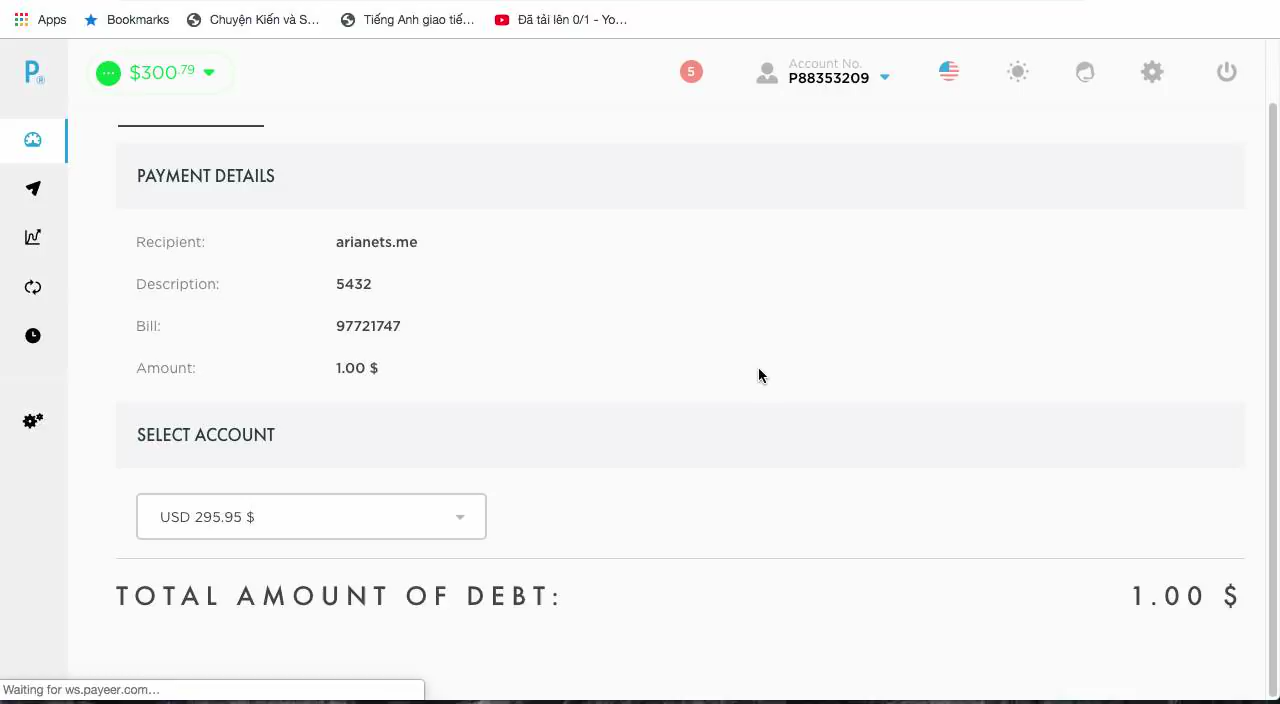 Apps Bookmarks Chuyện Kiến và S... Tiếng Anh giao tiế... Đã tải lên 0/1 - Yo...
P® $300.79 5 Account No.
P88353209
PAYMENT DETAILS
Recipient: arianets.me
Description: 5432
Bill: 97721747
Amount: 1.00 $
SELECT ACCOUNT
USD 295.95 $
TOTAL AMOUNT OF DEBT: 1.00 $
Waiting for ws.payeer.com...